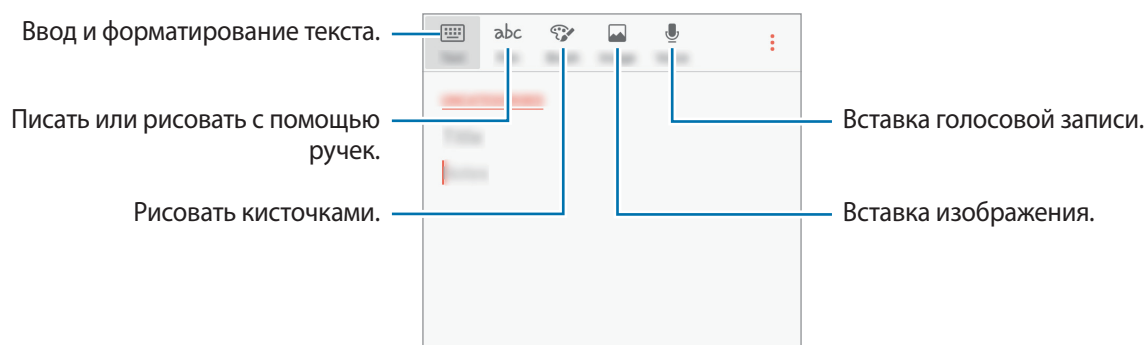 Ввод и форматирование текста.
abc
Писать или рисовать с помощью
ручек.
Вставка голосовой записи.
Рисовать кисточками.
Вставка изображения.